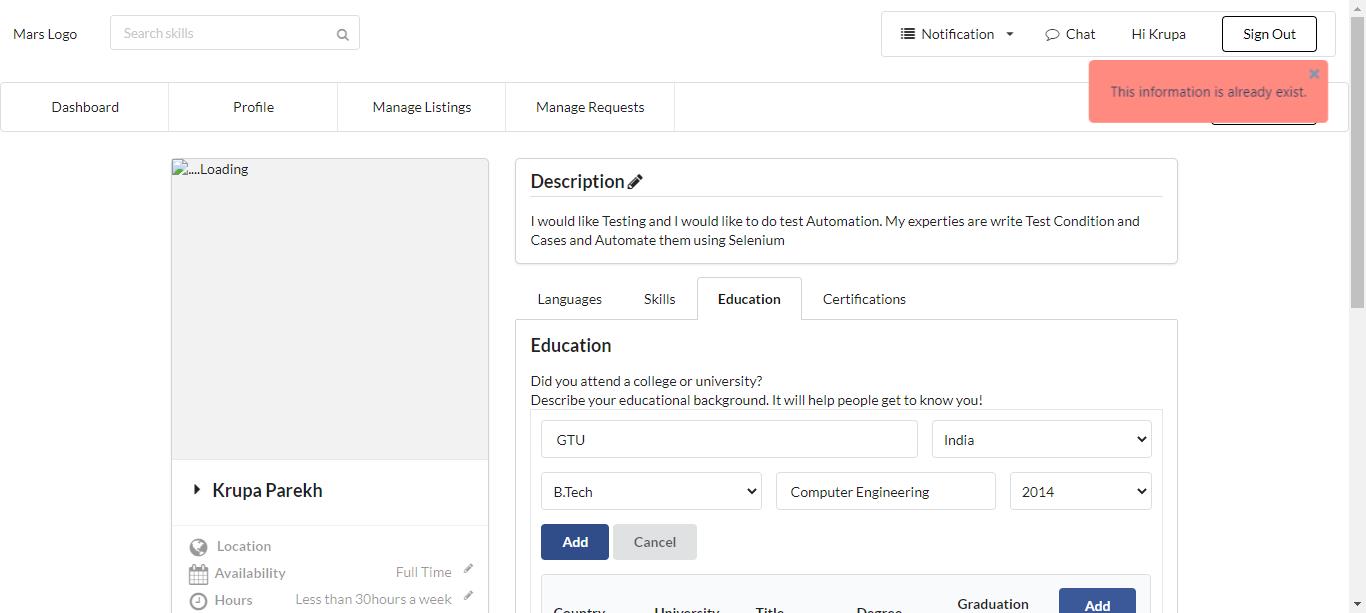 Mars Logo
Search skills
Notification
Chat
Hi Krupa
Sign Out
This information is already exist.
Dashboard
Profile
Manage Listings
Manage Requests
....Loading
Description
I would like Testing and I would like to do test Automation. My experties are write Test Condition and
Cases and Automate them using Selenium
Languages
Skills
Education
Certifications
Education
Did you attend a college or university?
Describe your educational background. It will help people get to know you!
GTU
India
B.Tech
Computer Engineering
2014
Add
Cancel
Krupa Parekh
Location
Availability
Full Time
Hours
Less than 30hours a week
Country
University
Title
Degree
Graduation
Add